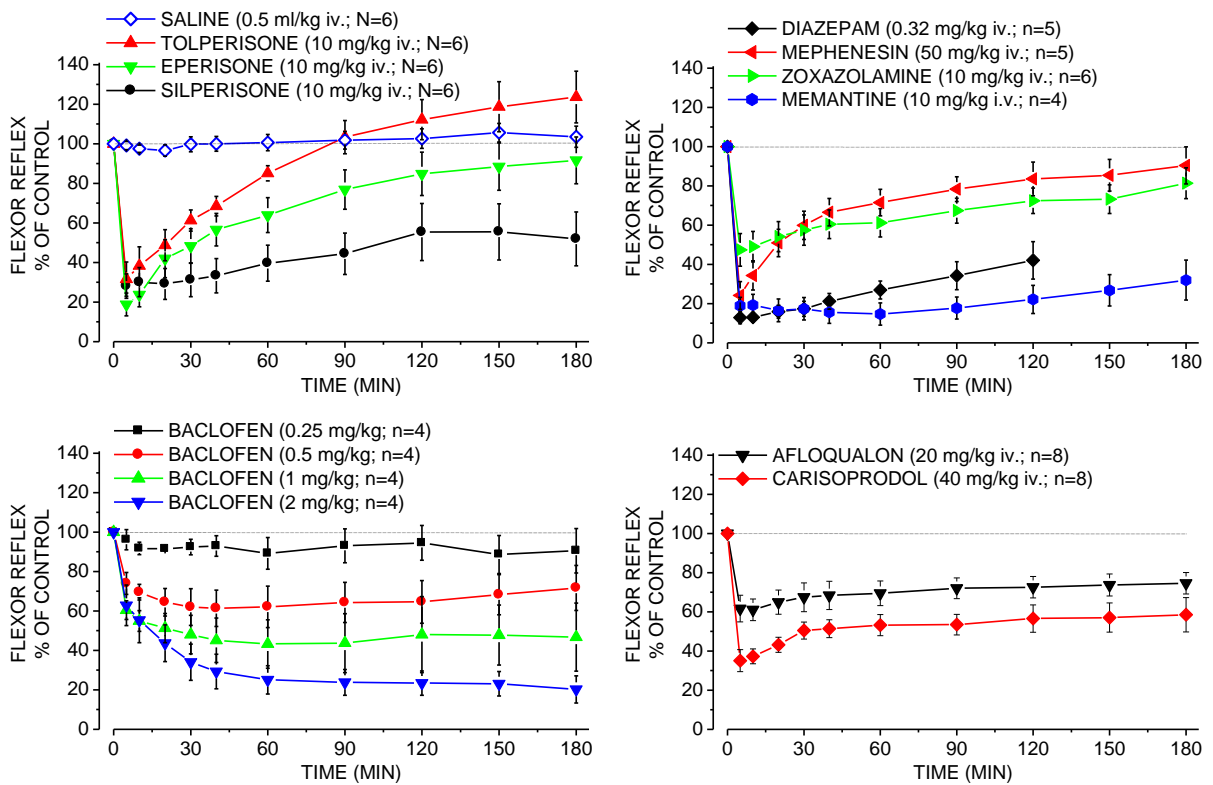 SALINE (0.5 ml/kg iv.; N=6)
TOLPERISONE (10 mg/kg iv.; N=6)
EPERISONE (10 mg/kg iv.; N=6)
SILPERISONE (10 mg/kg iv.; N=6)
140
120
100
80
60
40
20
0
FLEXOR REFLEX
% OF CONTROL
0 30 60 90 120 150 180
TIME (MIN)
DIAZEPAM (0.32 mg/kg iv.; n=5)
MEPHENESIN (50 mg/kg iv.; n=5)
ZOXAZOLAMINE (10 mg/kg iv.; n=6)
MEMANTINE (10 mg/kg i.v.; n=4)
140
120
100
80
60
40
20
0
FLEXOR REFLEX
% OF CONTROL
0 30 60 90 120 150 180
TIME (MIN)
BACLOFEN (0.25 mg/kg; n=4)
BACLOFEN (0.5 mg/kg; n=4)
BACLOFEN (1 mg/kg; n=4)
BACLOFEN (2 mg/kg; n=4)
140
120
100
80
60
40
20
0
FLEXOR REFLEX
% OF CONTROL
0 30 60 90 120 150 180
TIME (MIN)
AFLOQUALON (20 mg/kg iv.; n=8)
CARISOPRODOL (40 mg/kg iv.; n=8)
140
120
100
80
60
40
20
0
FLEXOR REFLEX
% OF CONTROL
0 30 60 90 120 150 180
TIME (MIN)